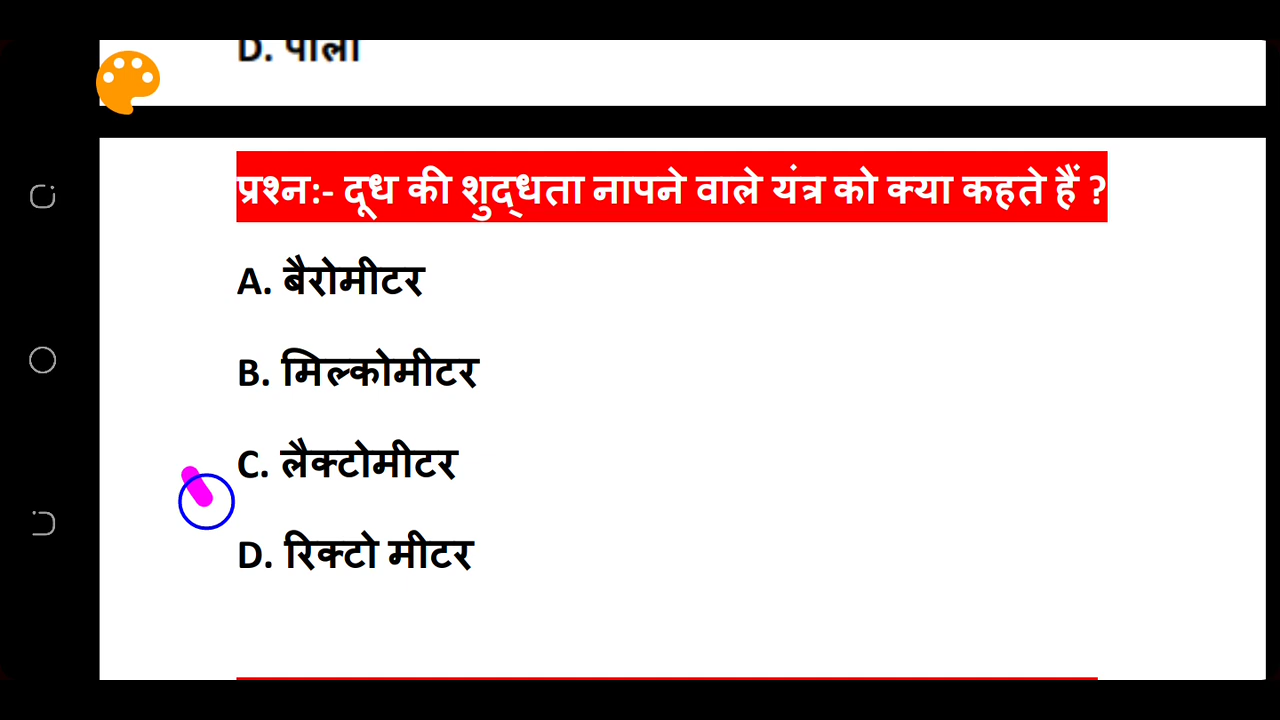 D. पीला
प्रश्न:- दूध की शुद्धता नापने वाले यंत्र को क्या कहते हैं ?
A. बैरोमीटर
B. मिल्कोमीटर
C. लैक्टोमीटर
D. रिक्टो मीटर